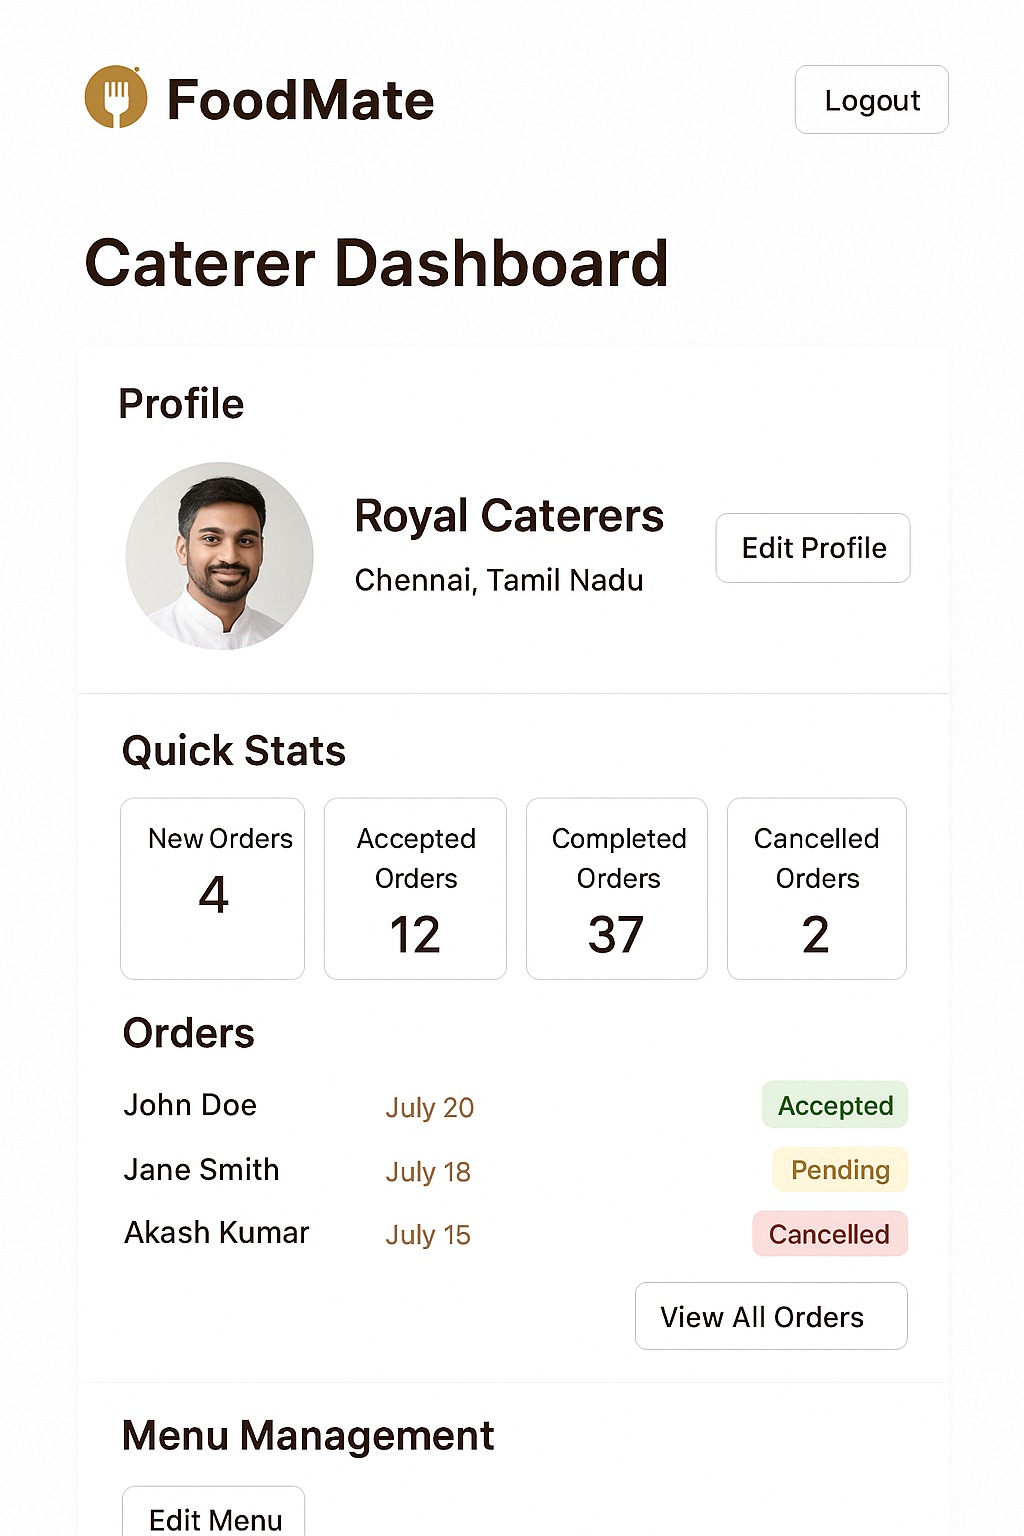 FoodMate
Logout
Caterer Dashboard
Profile
Royal Caterers
Chennai, Tamil Nadu
Edit Profile
Quick Stats
New Orders
4
Accepted
Orders
12
Completed
Orders
37
Cancelled
Orders
2
Orders
John Doe July 20 Accepted
Jane Smith July 18 Pending
Akash Kumar July 15 Cancelled
View All Orders
Menu Management
Edit Menu